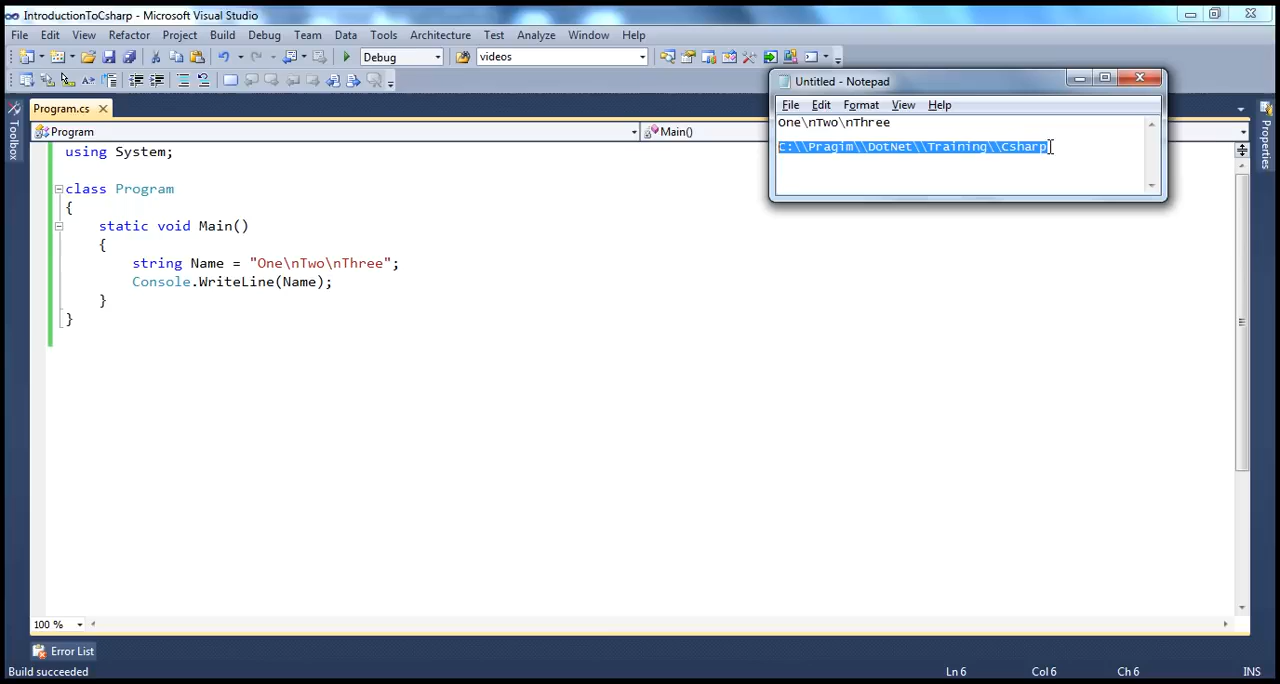 IntroductionToCsharp - Microsoft Visual Studio
File Edit View Refactor Project Build Debug Team Data Tools Architecture Test Analyze Window Help
Debug videos
Untitled - Notepad
File Edit Format View Help
One\nTwo\nThree
C:\\Pragim\\DotNet\\Training\\Csharp
Program.cs
Program Main()
Toolbox
Properties
using System;
class Program
{
static void Main()
{
string Name = "One\nTwo\nThree";
Console.WriteLine(Name);
}
}
100 %
Error List
Build succeeded Ln 6 Col 6 Ch 6 INS